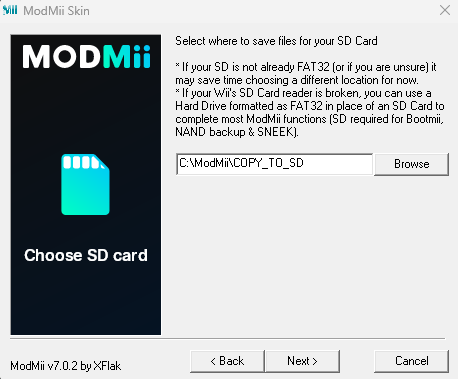 ModMii Skin
MODMii
Choose SD card
Select where to save files for your SD Card
* If your SD is not already FAT32 (or if you are unsure) it
may save time choosing a different location for now.
* If your Wii's SD Card reader is broken, you can use a
Hard Drive formatted as FAT32 in place of an SD Card to
complete most ModMii functions (SD required for Bootmii,
NAND backup & SNEEK).
C:\ModMii\COPY_TO_SD
Browse
ModMii v7.0.2 by XFlak
< Back
Next >
Cancel